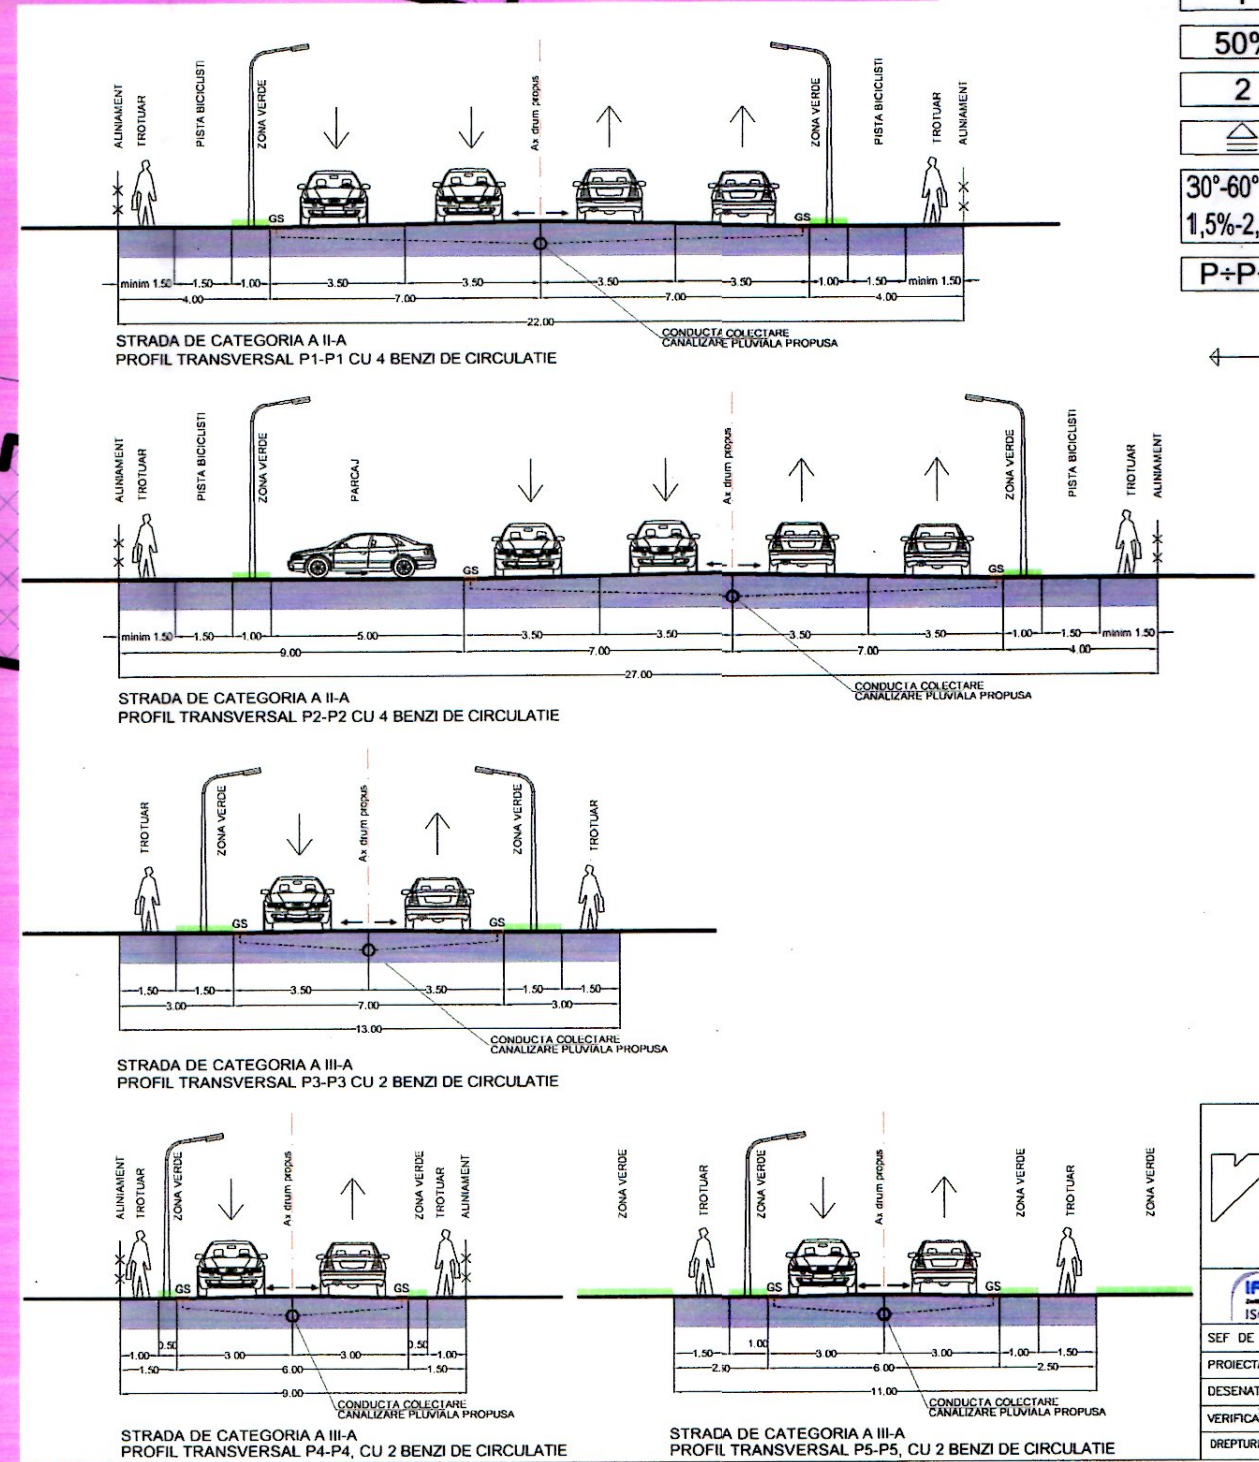 ALINIAMENT
TROTUAR
PISTA BICICLISTI
ZONA VERDE
Ax drum propus
ZONA VERDE
PISTA BICICLISTI
TROTUAR
ALINIAMENT
GS
GS
minim 1.50 1.50 1.00 3.50 3.50 3.50 3.50 1.00 1.50 minim 1.50
4.00 7.00 7.00 4.00
22.00
CONDUCTA COLECTARE
CANALIZARE PLUVIALA PROPUSA
STRADA DE CATEGORIA A II-A
PROFIL TRANSVERSAL P1-P1 CU 4 BENZI DE CIRCULATIE
50%
2
30°-60°
1,5%-2,
P÷P+
ALINIAMENT
TROTUAR
PISTA BICICLISTI
ZONA VERDE
PARCAJ
Ax drum propus
ZONA VERDE
PISTA BICICLISTI
TROTUAR
ALINIAMENT
GS
GS
minim 1.50 1.50 1.00 5.00 3.50 3.50 3.50 3.50 1.00 1.50 minim 1.50
9.00 7.00 7.00 4.00
27.00
CONDUCTA COLECTARE
CANALIZARE PLUVIALA PROPUSA
STRADA DE CATEGORIA A II-A
PROFIL TRANSVERSAL P2-P2 CU 4 BENZI DE CIRCULATIE
TROTUAR
ZONA VERDE
Ax drum propus
ZONA VERDE
TROTUAR
GS
GS
1.50 1.50 3.50 3.50 1.50 1.50
3.00 7.00 3.00
13.00
CONDUCTA COLECTARE
CANALIZARE PLUVIALA PROPUSA
STRADA DE CATEGORIA A III-A
PROFIL TRANSVERSAL P3-P3 CU 2 BENZI DE CIRCULATIE
ALINIAMENT
TROTUAR
ZONA VERDE
Ax drum propus
ZONA VERDE
TROTUAR
ALINIAMENT
GS
GS
0.50 0.50
1.00 3.00 3.00 1.00
1.50 6.00 1.50
9.00
CONDUCTA COLECTARE
CANALIZARE PLUVIALA PROPUSA
STRADA DE CATEGORIA A III-A
PROFIL TRANSVERSAL P4-P4, CU 2 BENZI DE CIRCULATIE
ZONA VERDE
TROTUAR
ZONA VERDE
Ax drum propus
ZONA VERDE
TROTUAR
ZONA VERDE
GS
GS
1.50 1.00 3.00 3.00 1.00 1.50
2.50 6.00 2.50
11.00
CONDUCTA COLECTARE
CANALIZARE PLUVIALA PROPUSA
STRADA DE CATEGORIA A III-A
PROFIL TRANSVERSAL P5-P5, CU 2 BENZI DE CIRCULATIE
SEF DE
PROIECTA
DESENAT
VERIFICA
DREPTURI